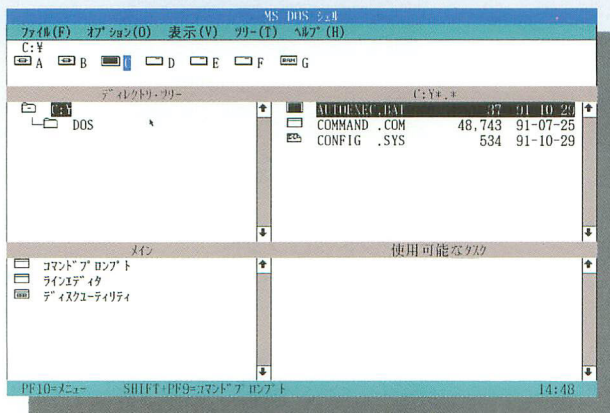 MS DOS シェル
ファイル(F) オプション(O) 表示(V) ツリー(T) ヘルプ(H)
C:¥
A B C D E F G
ディレクトリ・ツリー
C:¥
DOS
C:¥*.*
AUTOEXEC.BAT 37 91-10-29
COMMAND .COM 48,743 91-07-25
CONFIG .SYS 534 91-10-29
メイン
コマンドプロンプト
ラインエディタ
ディスクユーティリティ
使用可能なタスク
PF10=メニュー SHIFT+PF9=コマンドプロンプト 14:48